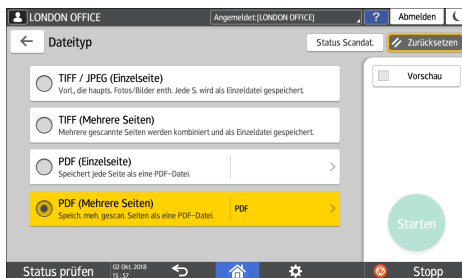 LONDON OFFICE
Angemeldet:[LONDON OFFICE]
?
Abmelden
Dateityp
Status Scandat.
Zurücksetzen
TIFF / JPEG (Einzelseite)
Vorl., die haupts. Fotos/Bilder enth. Jede S. wird als Einzeldatei gespeichert.
Vorschau
TIFF (Mehrere Seiten)
Mehrere gescannte Seiten werden kombiniert und als Einzeldatei gespeichert.
PDF (Einzelseite)
Speichert jede Seite als eine PDF-Datei.
PDF (Mehrere Seiten)
Speich. meh. gescan. Seiten als eine PDF-Datei.
PDF
Starten
Status prüfen
02 Okt. 2018
15:57
Stopp